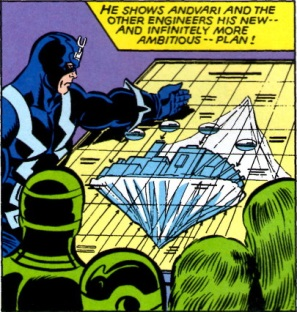 HE SHOWS ANDVARI AND THE
OTHER ENGINEERS HIS NEW--
AND INFINITELY MORE
AMBITIOUS -- PLAN!